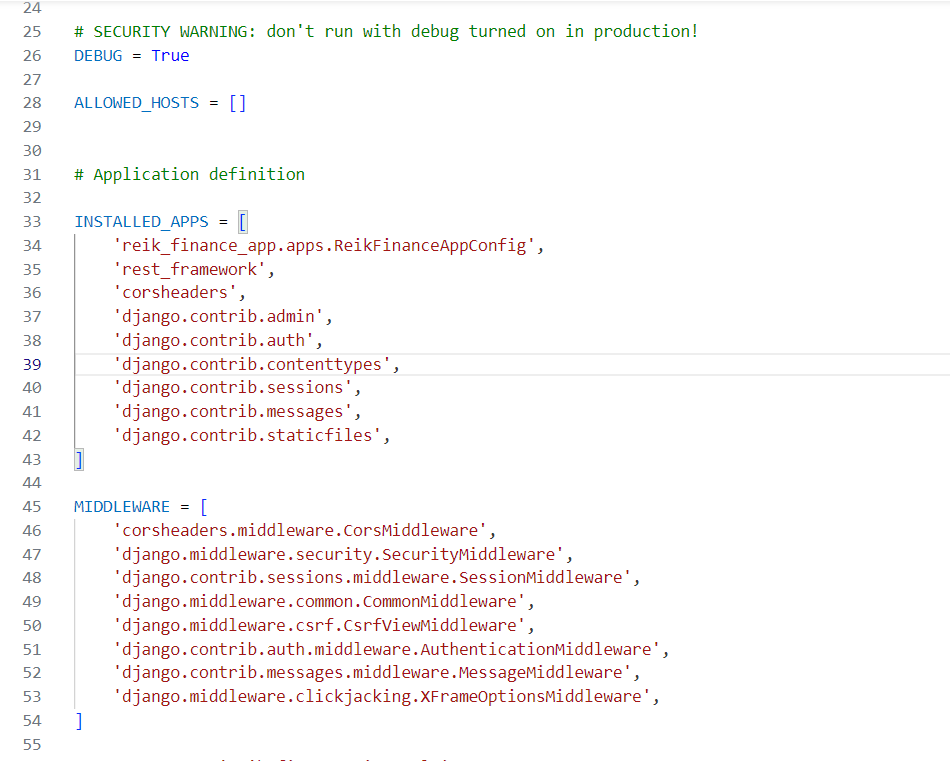 24
25 # SECURITY WARNING: don't run with debug turned on in production!
26 DEBUG = True
27
28 ALLOWED_HOSTS = []
29
30
31 # Application definition
32
33 INSTALLED_APPS = [
34     'reik_finance_app.apps.ReikFinanceAppConfig',
35     'rest_framework',
36     'corsheaders',
37     'django.contrib.admin',
38     'django.contrib.auth',
39     'django.contrib.contenttypes',
40     'django.contrib.sessions',
41     'django.contrib.messages',
42     'django.contrib.staticfiles',
43 ]
44
45 MIDDLEWARE = [
46     'corsheaders.middleware.CorsMiddleware',
47     'django.middleware.security.SecurityMiddleware',
48     'django.contrib.sessions.middleware.SessionMiddleware',
49     'django.middleware.common.CommonMiddleware',
50     'django.middleware.csrf.CsrfViewMiddleware',
51     'django.contrib.auth.middleware.AuthenticationMiddleware',
52     'django.contrib.messages.middleware.MessageMiddleware',
53     'django.middleware.clickjacking.XFrameOptionsMiddleware',
54 ]
55